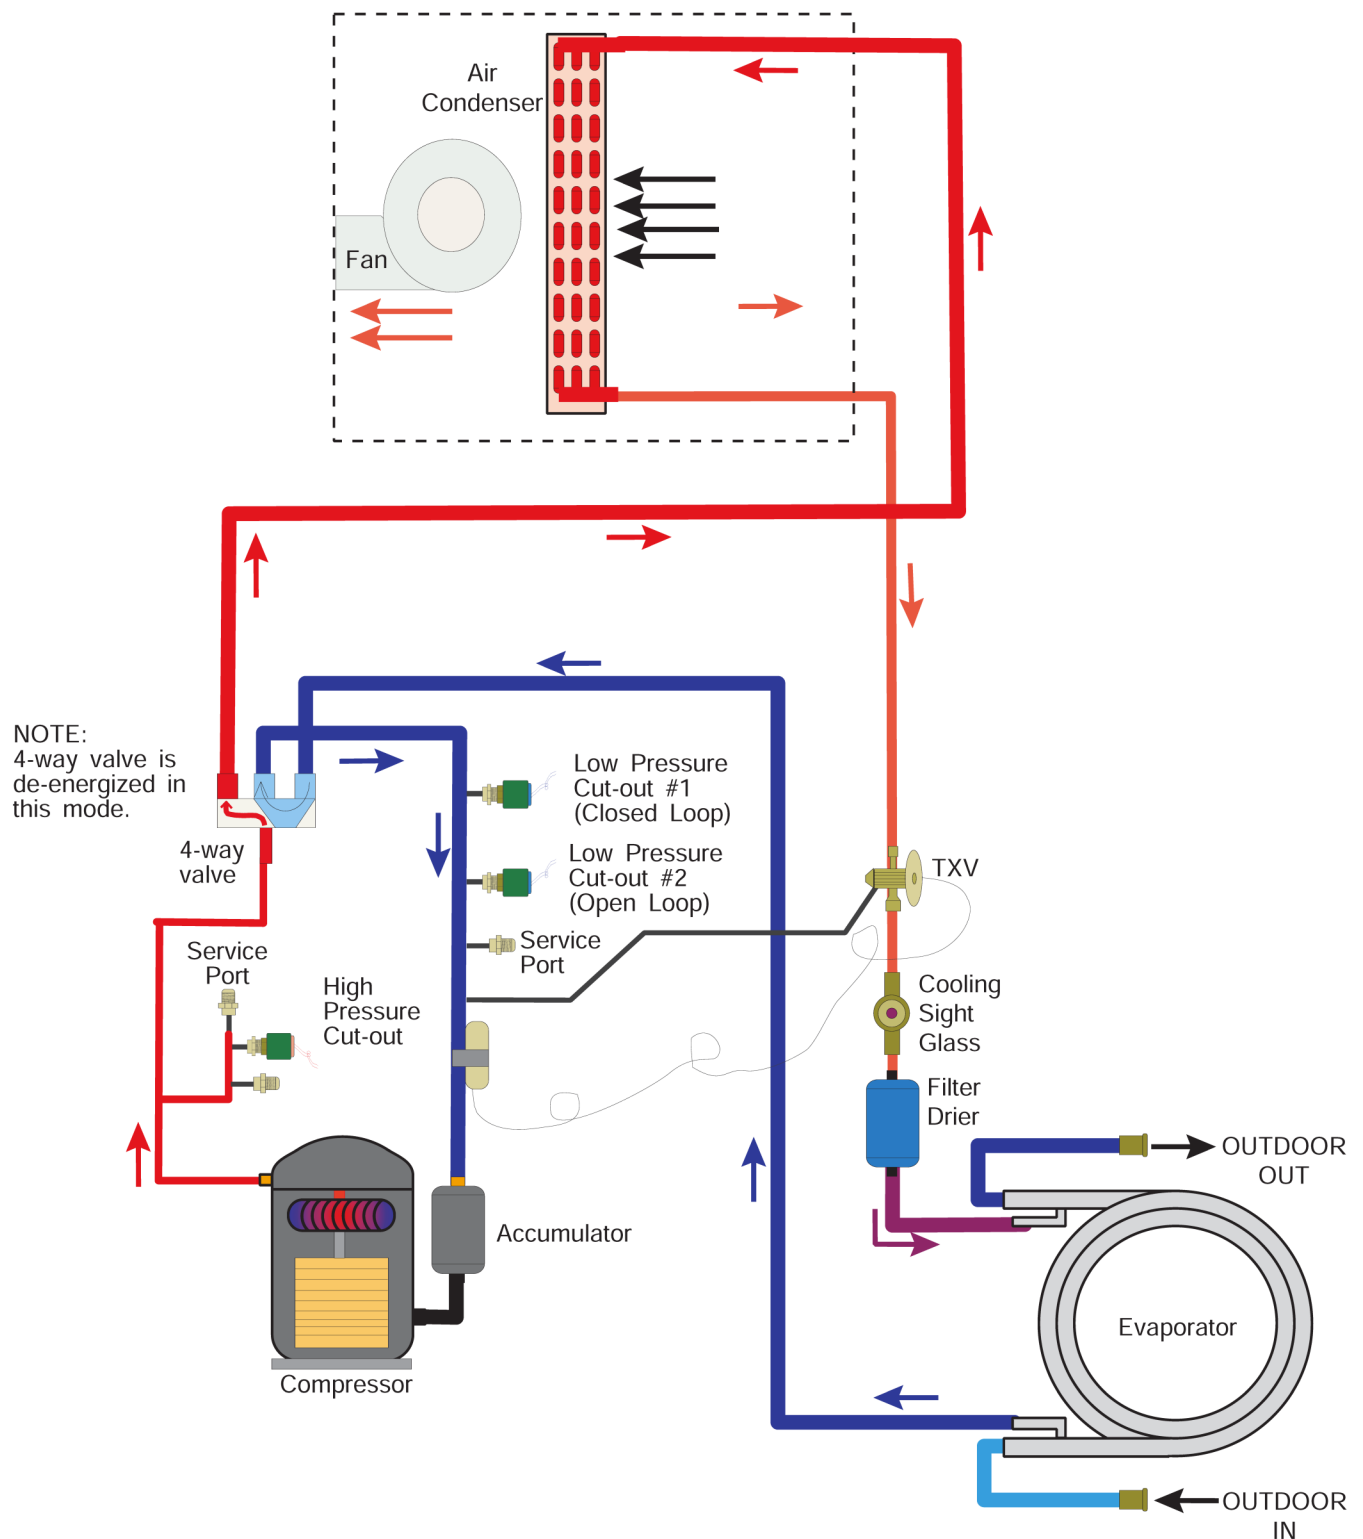 Air
Condenser
Fan
NOTE:
4-way valve is
de-energized in
this mode.
4-way
valve
Low Pressure
Cut-out #1
(Closed Loop)
Low Pressure
Cut-out #2
(Open Loop)
TXV
Service
Port
Service
Port
High
Pressure
Cut-out
Cooling
Sight
Glass
Filter
Drier
OUTDOOR
OUT
Accumulator
Evaporator
Compressor
OUTDOOR
IN